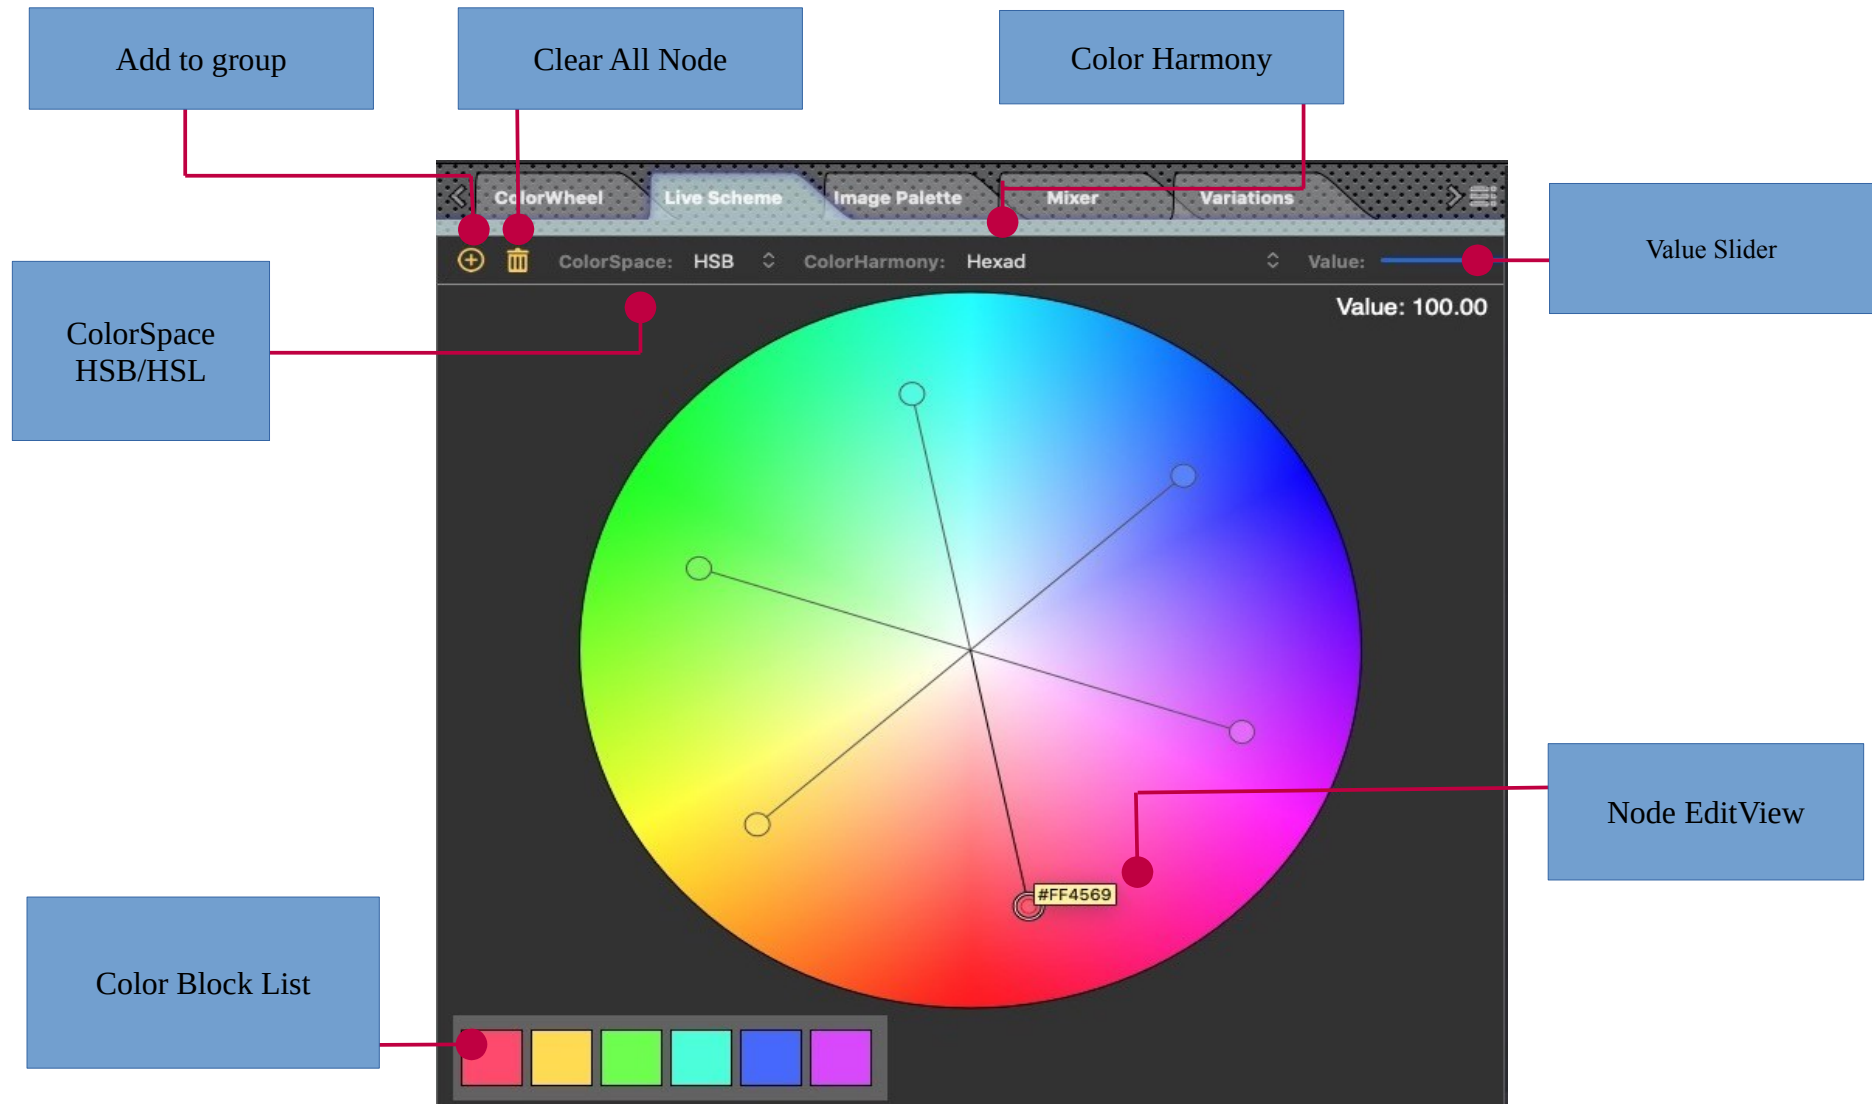 Add to group
Clear All Node
Color Harmony
ColorWheel
Live Scheme
Image Palette
Mixer
Variations
Value Slider
ColorSpace: HSB
ColorHarmony: Hexad
Value:
Value: 100.00
ColorSpace
HSB/HSL
Node EditView
#FF4569
Color Block List